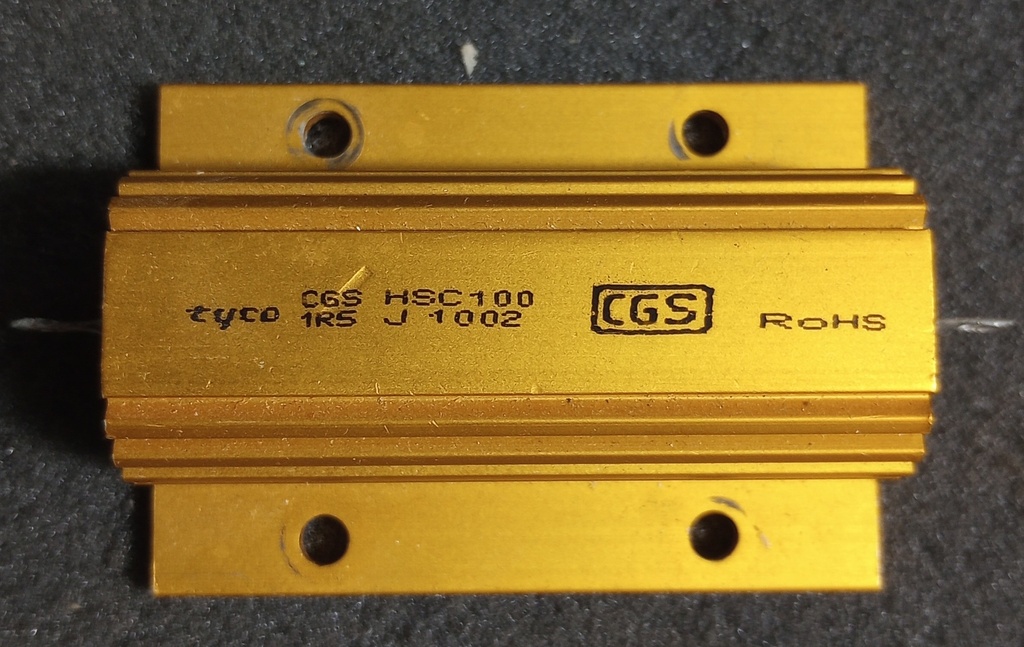 tyco CGS HSC100
1R5 J 1002
CGS
RoHS